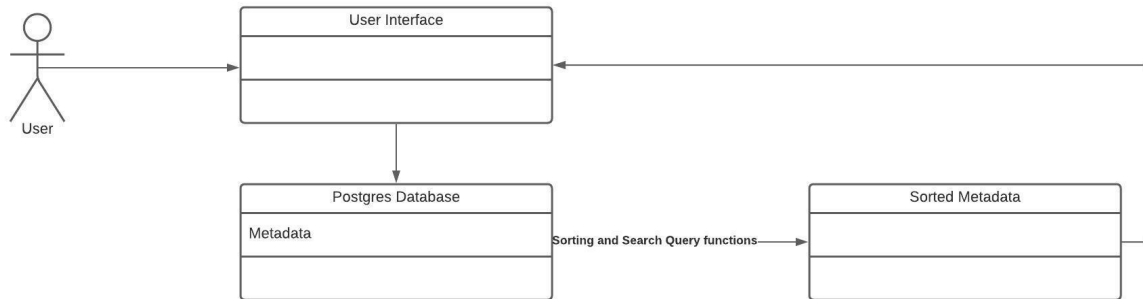 User Interface
User
Postgres Database
Metadata
Sorting and Search Query functions
Sorted Metadata